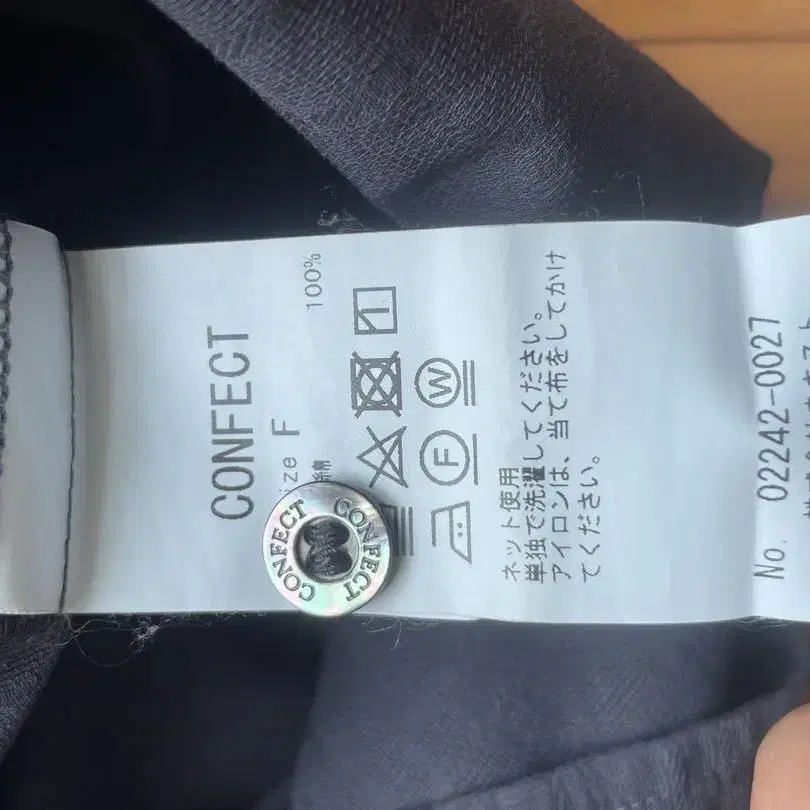 CONFECT
ize F
綿 100%
W
F
ネット使用
単独で洗濯してください。
アイロンは、当て布をしてかけ
てください。
No. 02242-0027
CONFECT CONFECT